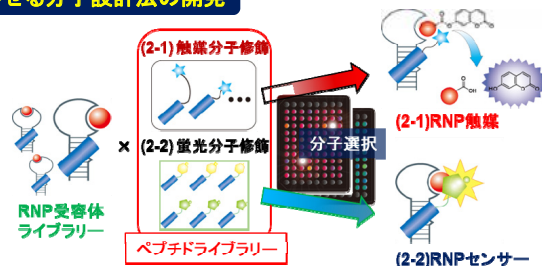 せる分子設計法の開発
(2-1)触媒分子修飾
•••
×
(2-2)蛍光分子修飾
RNP受容体
ライブラリー
ペプチドライブラリー
分子選択
OH
HO
(2-1)RNP触媒
(2-2)RNPセンサー